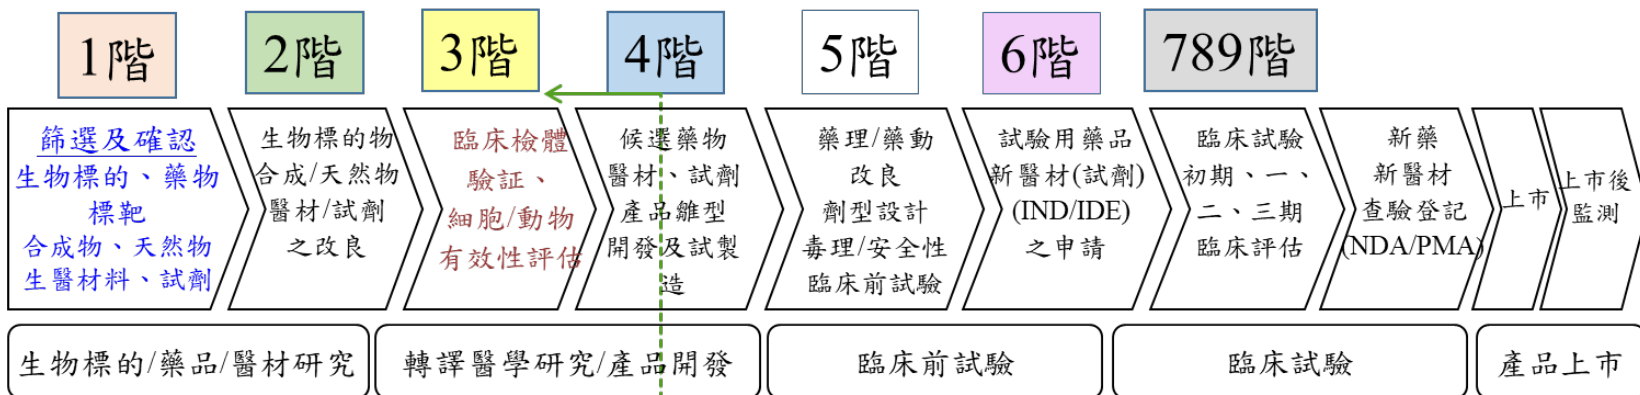 1階
2階
3階
4階
5階
6階
789階
篩選及確認
生物標的、藥物
標靶
合成物、天然物
生醫材料、試劑
生物標的物
合成/天然物
醫材/試劑
之改良
臨床檢體
驗証、
細胞/動物
有效性評估
候選藥物
醫材、試劑
產品雛型
開發及試製
造
藥理/藥動
改良
劑型設計
毒理/安全性
臨床前試驗
試驗用藥品
新醫材(試劑)
(IND/IDE)
之申請
臨床試驗
初期、一、
二、三期
臨床評估
新藥
新醫材
查驗登記
(NDA/PMA)
上市
上市後
監測
生物標的/藥品/醫材研究
轉譯醫學研究/產品開發
臨床前試驗
臨床試驗
產品上市